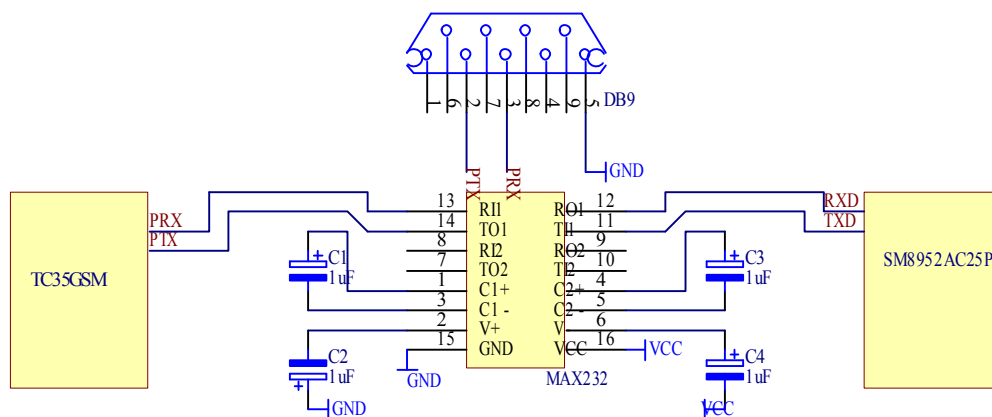 1 6 2 7 3 8 4 9 5
DB9
GND
PTX PRX
PRX
PTX
TC35GSM
13 RI1 RO1 12
14 TO1 TI1 11
8 RI2 RO2 9
7 TO2 TI2 10
1 C1+ C2+ 4
3 C1 - C2 - 5
2 V+ V 6
15 GND VCC 16
MAX232
C1
1uF
C2
1uF
GND
GND
VCC
C3
1uF
C4
1uF
VCC
RXD
TXD
SM8952AC25P